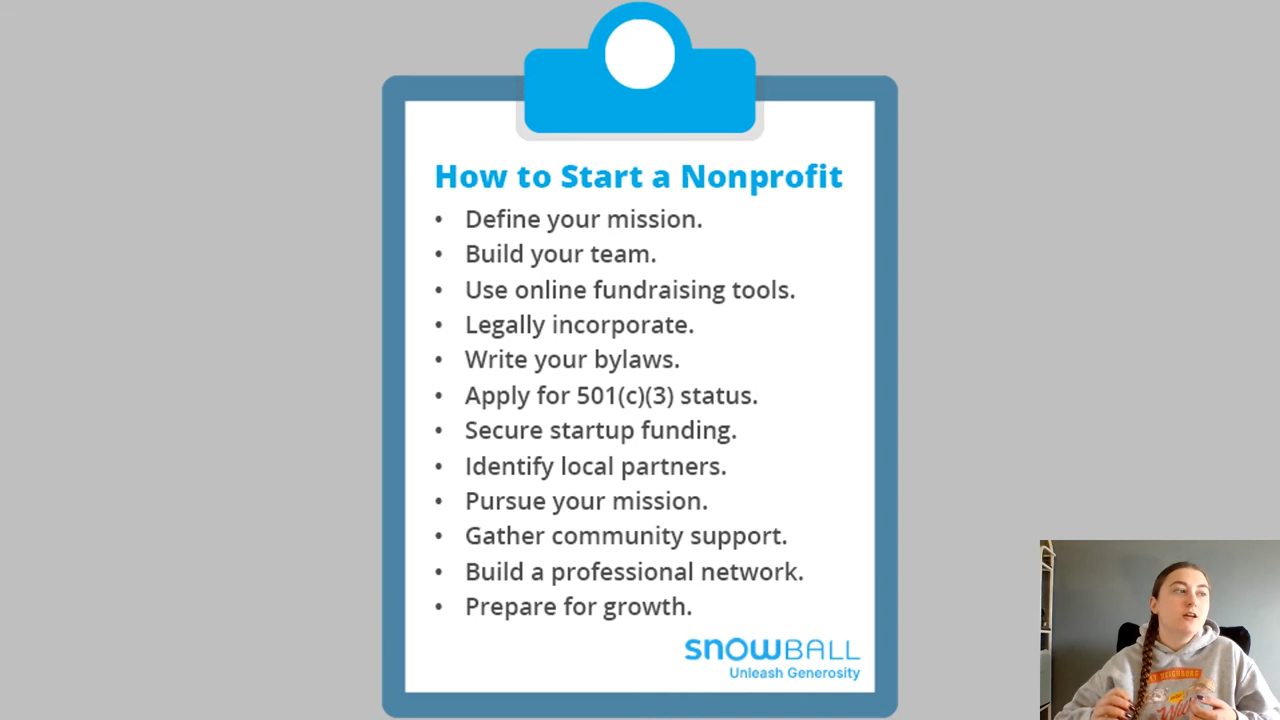 How to Start a Nonprofit
• Define your mission.
• Build your team.
• Use online fundraising tools.
• Legally incorporate.
• Write your bylaws.
• Apply for 501(c)(3) status.
• Secure startup funding.
• Identify local partners.
• Pursue your mission.
• Gather community support.
• Build a professional network.
• Prepare for growth.
SNOWBALL
Unleash Generosity